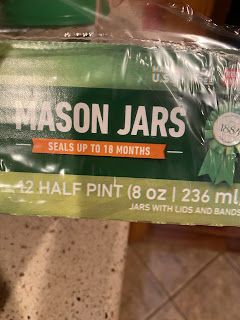 U.S.
MASON JARS
SEALS UP TO 18 MONTHS
1884
12 HALF PINT (8 oz | 236 ml
JARS WITH LIDS AND BANDS